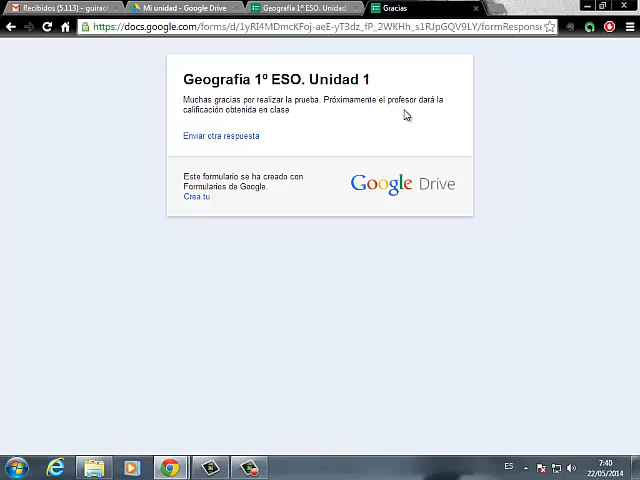 Recibidos (5.113) - guirao
Mi unidad - Google Drive
Geografía 1º ESO. Unidad
Gracias
https://docs.google.com/forms/d/1yRI4MDmcKFoj-aeE-yT3dz_fP_2WKHh_s1RJpGQV9LY/formResponse
Geografía 1º ESO. Unidad 1
Muchas gracias por realizar la prueba. Próximamente el profesor dará la
calificación obtenida en clase
Enviar otra respuesta
Este formulario se ha creado con
Formularios de Google.
Crea tu
Google Drive
ES
7:40
22/05/2014